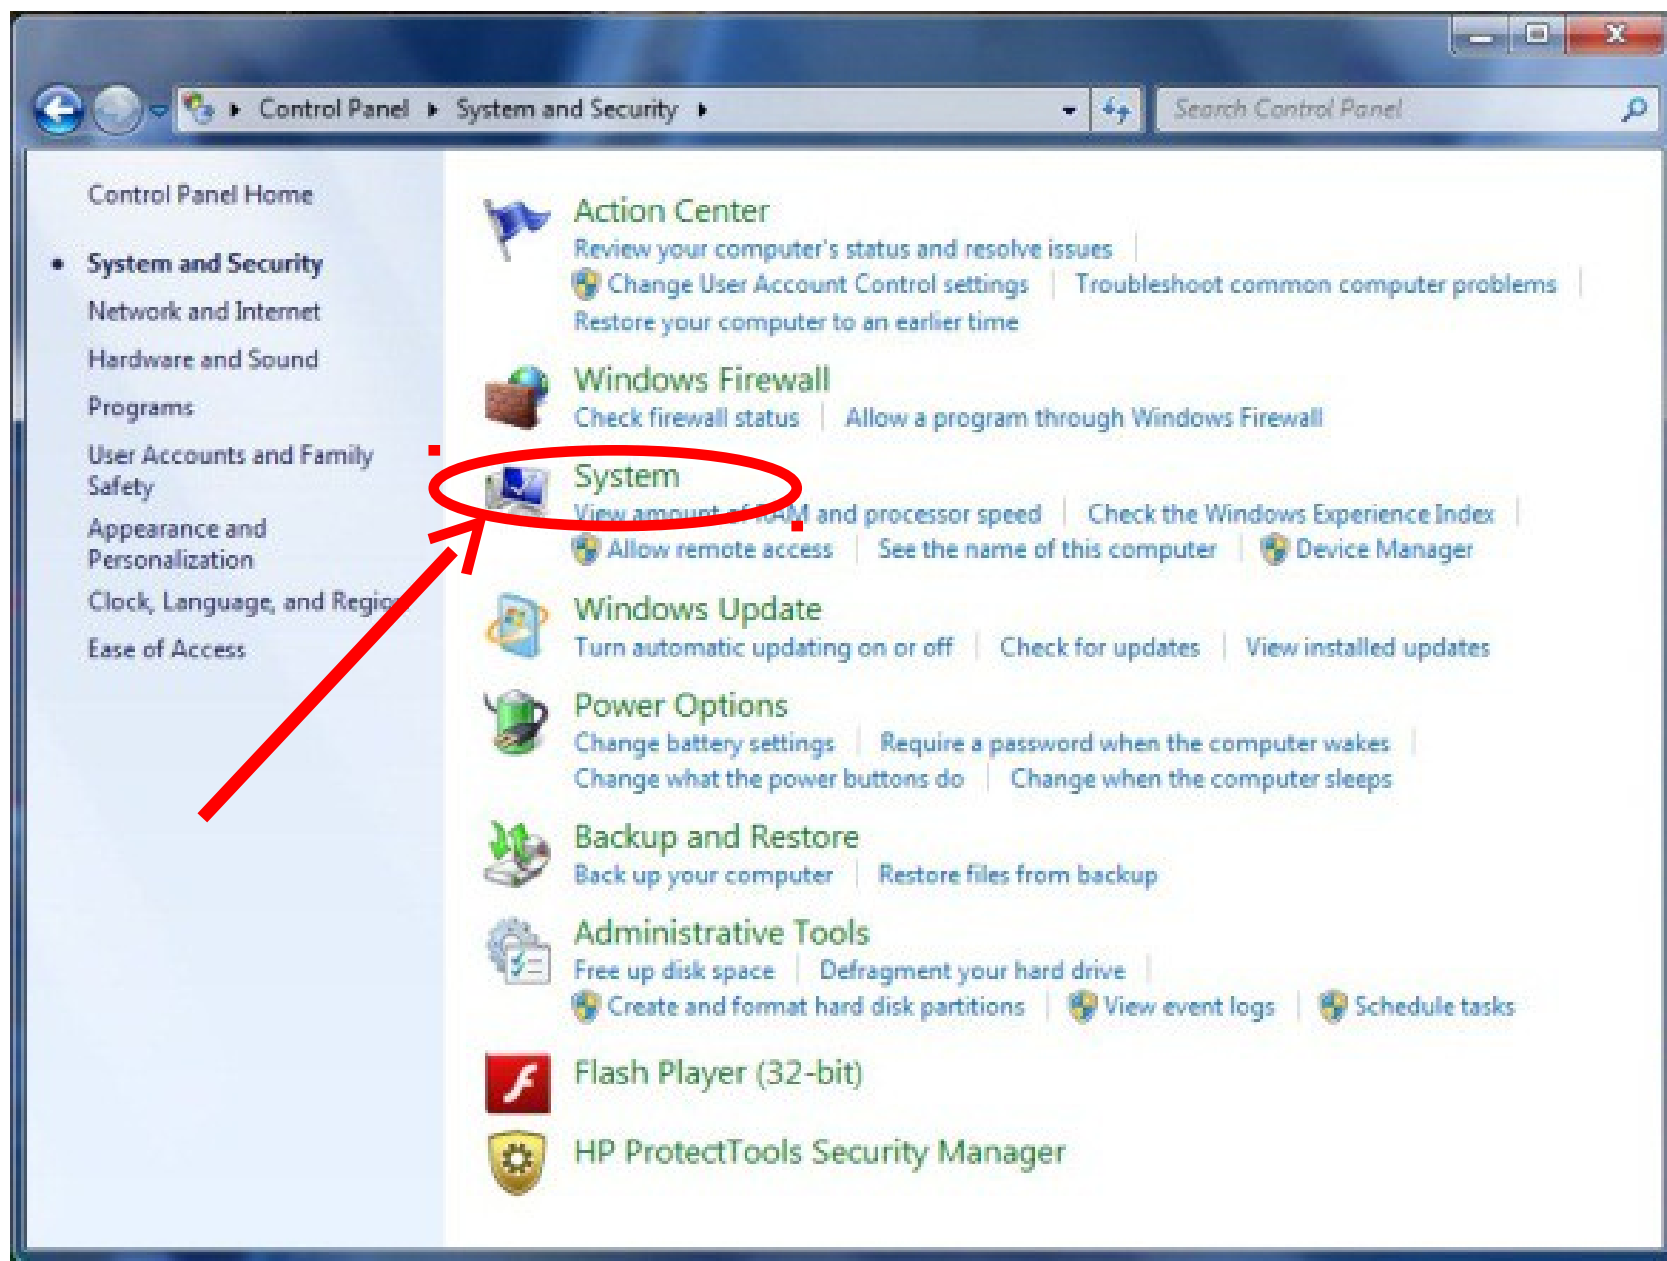 Control Panel System and Security
Search Control Panel
Control Panel Home
System and Security
Network and Internet
Hardware and Sound
Programs
User Accounts and Family
Safety
Appearance and
Personalization
Clock, Language, and Region
Ease of Access
Action Center
Review your computer's status and resolve issues
Change User Account Control settings Troubleshoot common computer problems
Restore your computer to an earlier time
Windows Firewall
Check firewall status Allow a program through Windows Firewall
System
View amount of RAM and processor speed Check the Windows Experience Index
Allow remote access See the name of this computer Device Manager
Windows Update
Turn automatic updating on or off Check for updates View installed updates
Power Options
Change battery settings Require a password when the computer wakes
Change what the power buttons do Change when the computer sleeps
Backup and Restore
Back up your computer Restore files from backup
Administrative Tools
Free up disk space Defragment your hard drive
Create and format hard disk partitions View event logs Schedule tasks
Flash Player (32-bit)
HP ProtectTools Security Manager